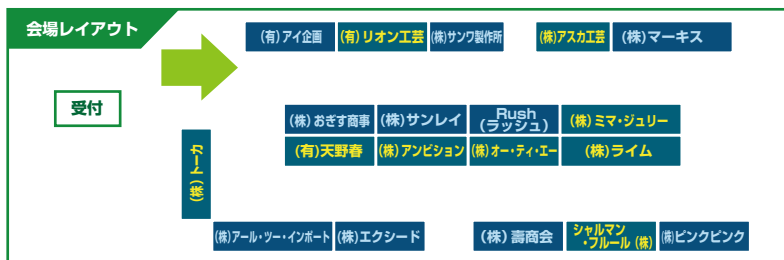 会場レイアウト
(有)アイ企画
(有)リオン工芸
(株)サンワ製作所
(株)アスカ工芸
(株)マーキス
受付
(株)おぎす商事
(株)サンレイ
Rush
(ラッシュ)
(株)ミマ・ジュリー
(株)トーカ
(有)天野春
(株)アンビション
(株)オー・ティ・エー
(株)ライム
(株)アール・ツー・インポート
(株)エクシード
(株)壽商会
シャルマン
・フルール(株)
(株)ピンクピンク